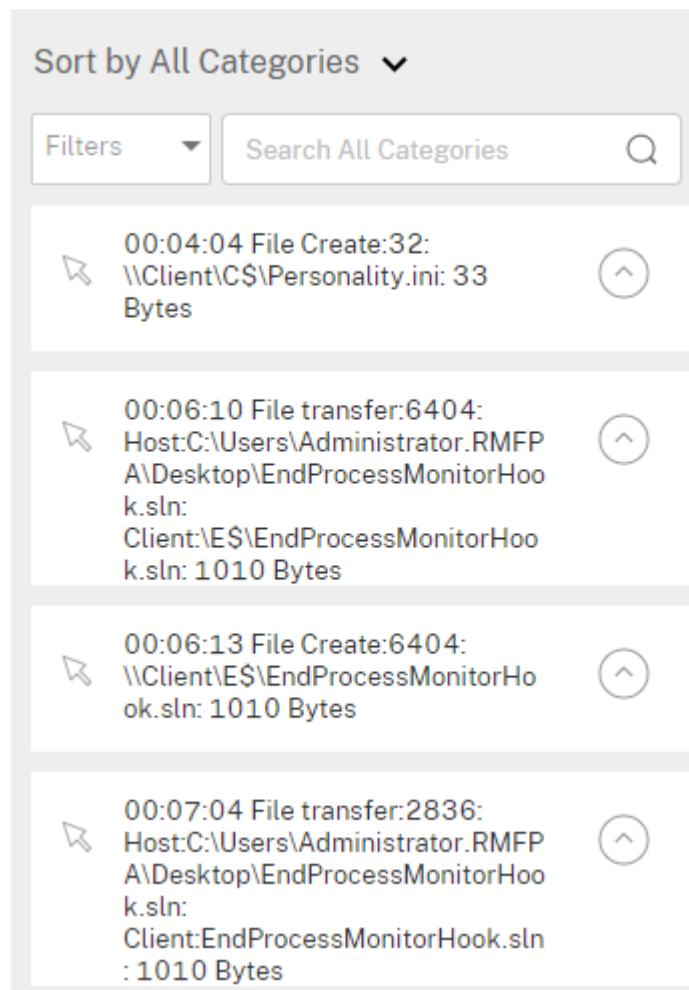 Sort by All Categories
Filters
Search All Categories
00:04:04 File Create:32:
\\Client\C$\Personality.ini: 33
Bytes
00:06:10 File transfer:6404:
Host:C:\Users\Administrator.RMFP
A\Desktop\EndProcessMonitorHoo
k.sln:
Client:\E$\EndProcessMonitorHoo
k.sln: 1010 Bytes
00:06:13 File Create:6404:
\\Client\E$\EndProcessMonitorHo
ok.sln: 1010 Bytes
00:07:04 File transfer:2836:
Host:C:\Users\Administrator.RMFP
A\Desktop\EndProcessMonitorHoo
k.sln:
Client:EndProcessMonitorHook.sln
: 1010 Bytes